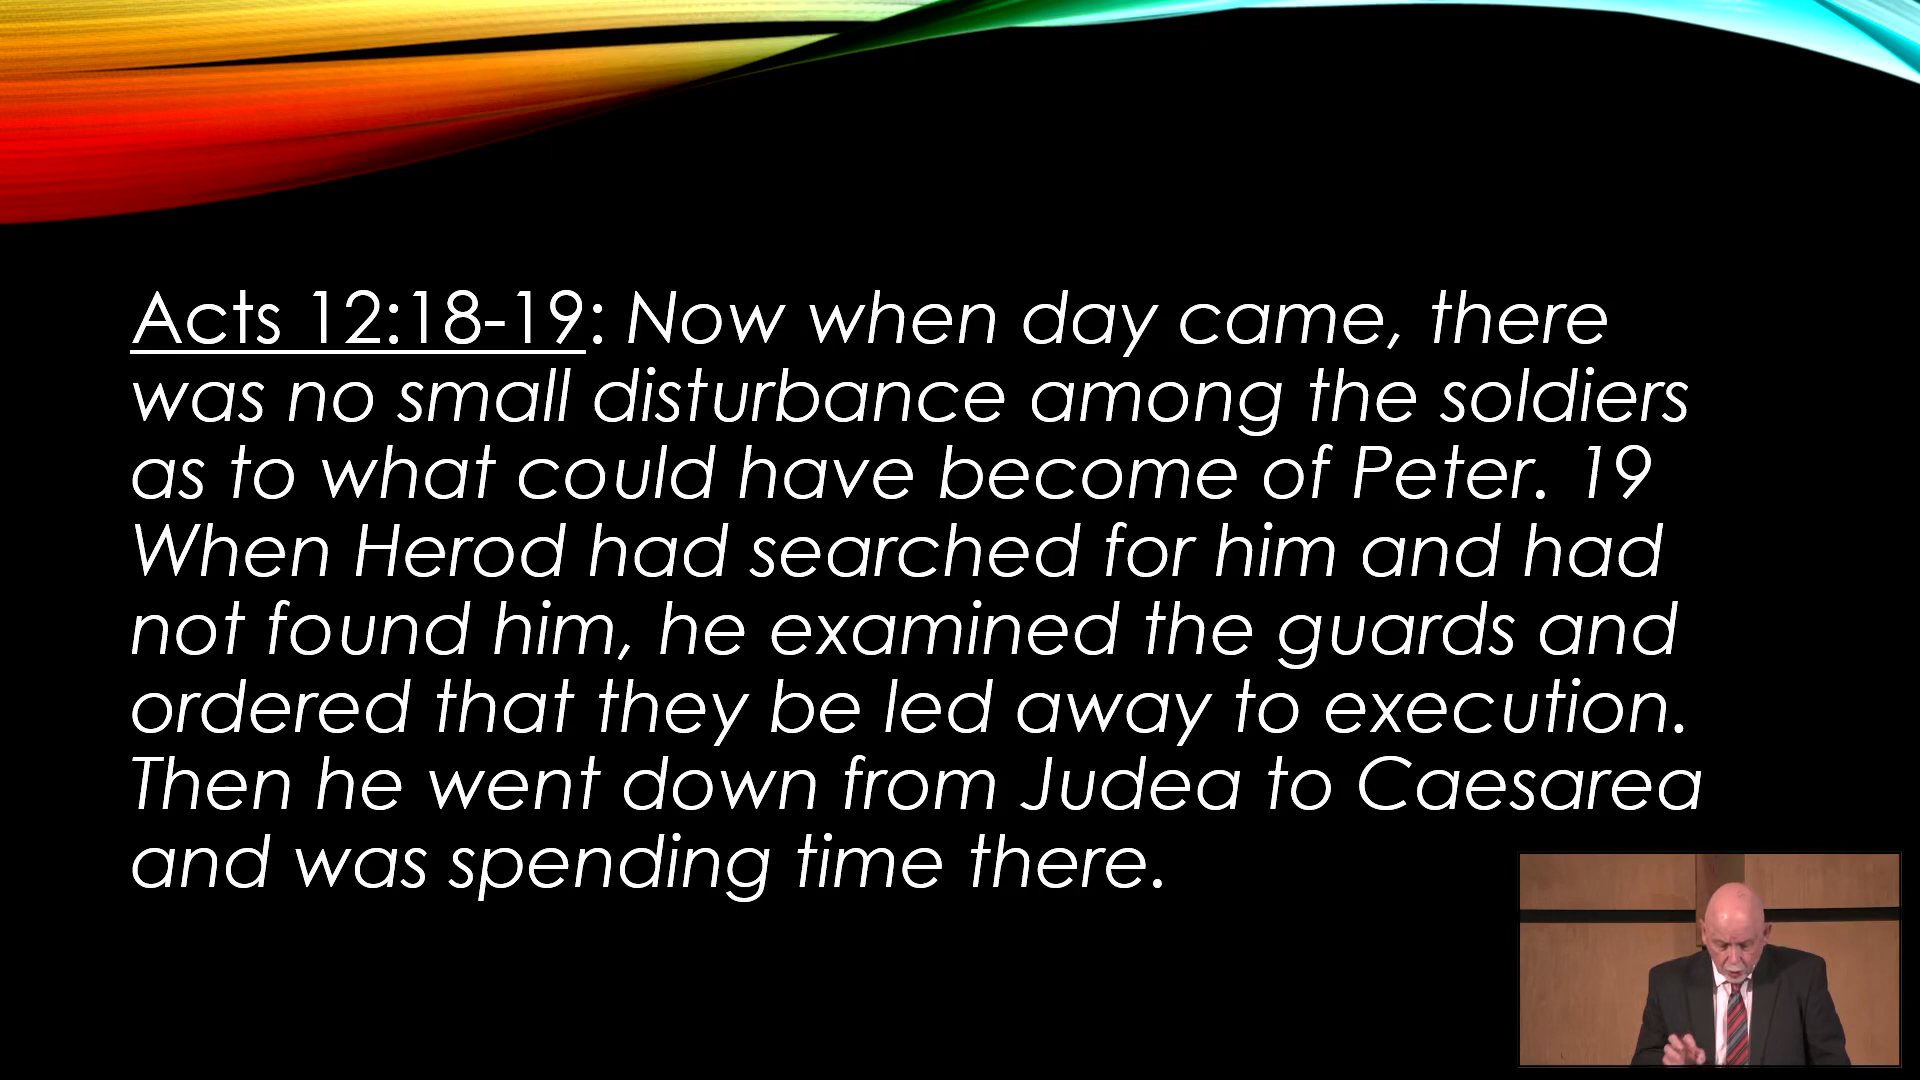 Acts 12:18-19: Now when day came, there
was no small disturbance among the soldiers
as to what could have become of Peter. 19
When Herod had searched for him and had
not found him, he examined the guards and
ordered that they be led away to execution.
Then he went down from Judea to Caesarea
and was spending time there.